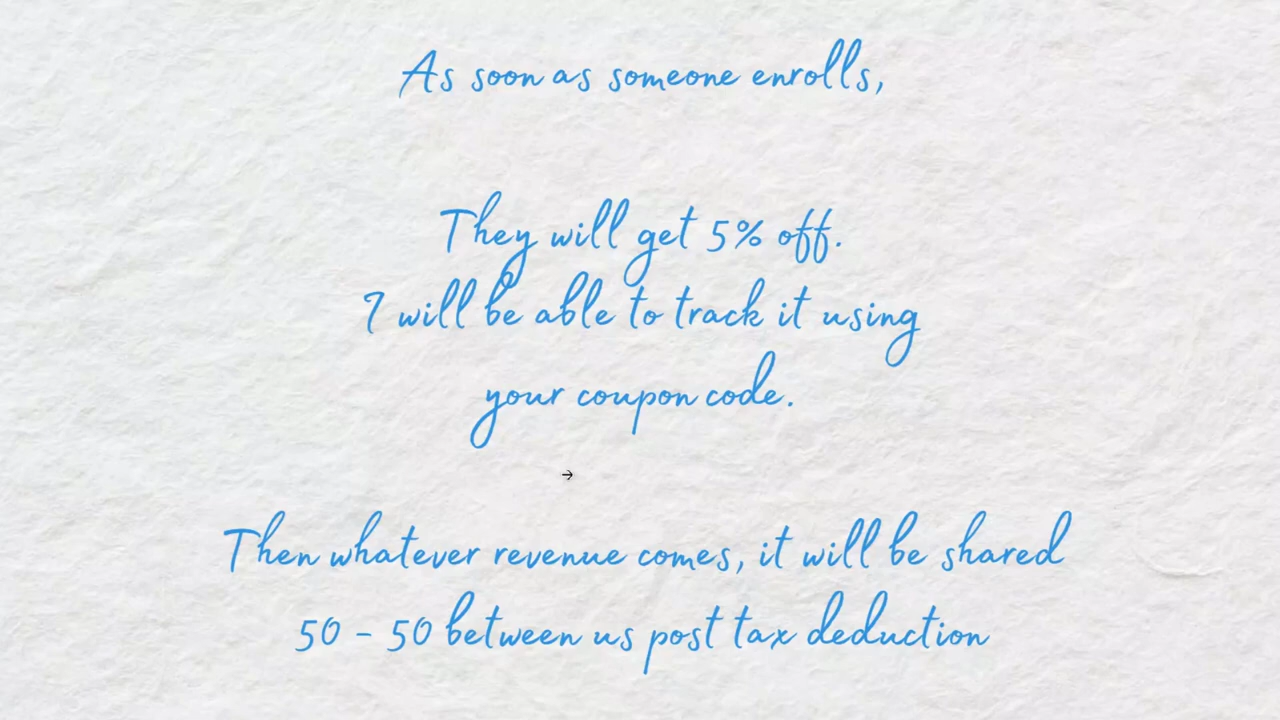 As soon as someone enrolls,
They will get 5% off.
I will be able to track it using
your coupon code.
→
Then whatever revenue comes, it will be shared
50 - 50 between us post tax deduction